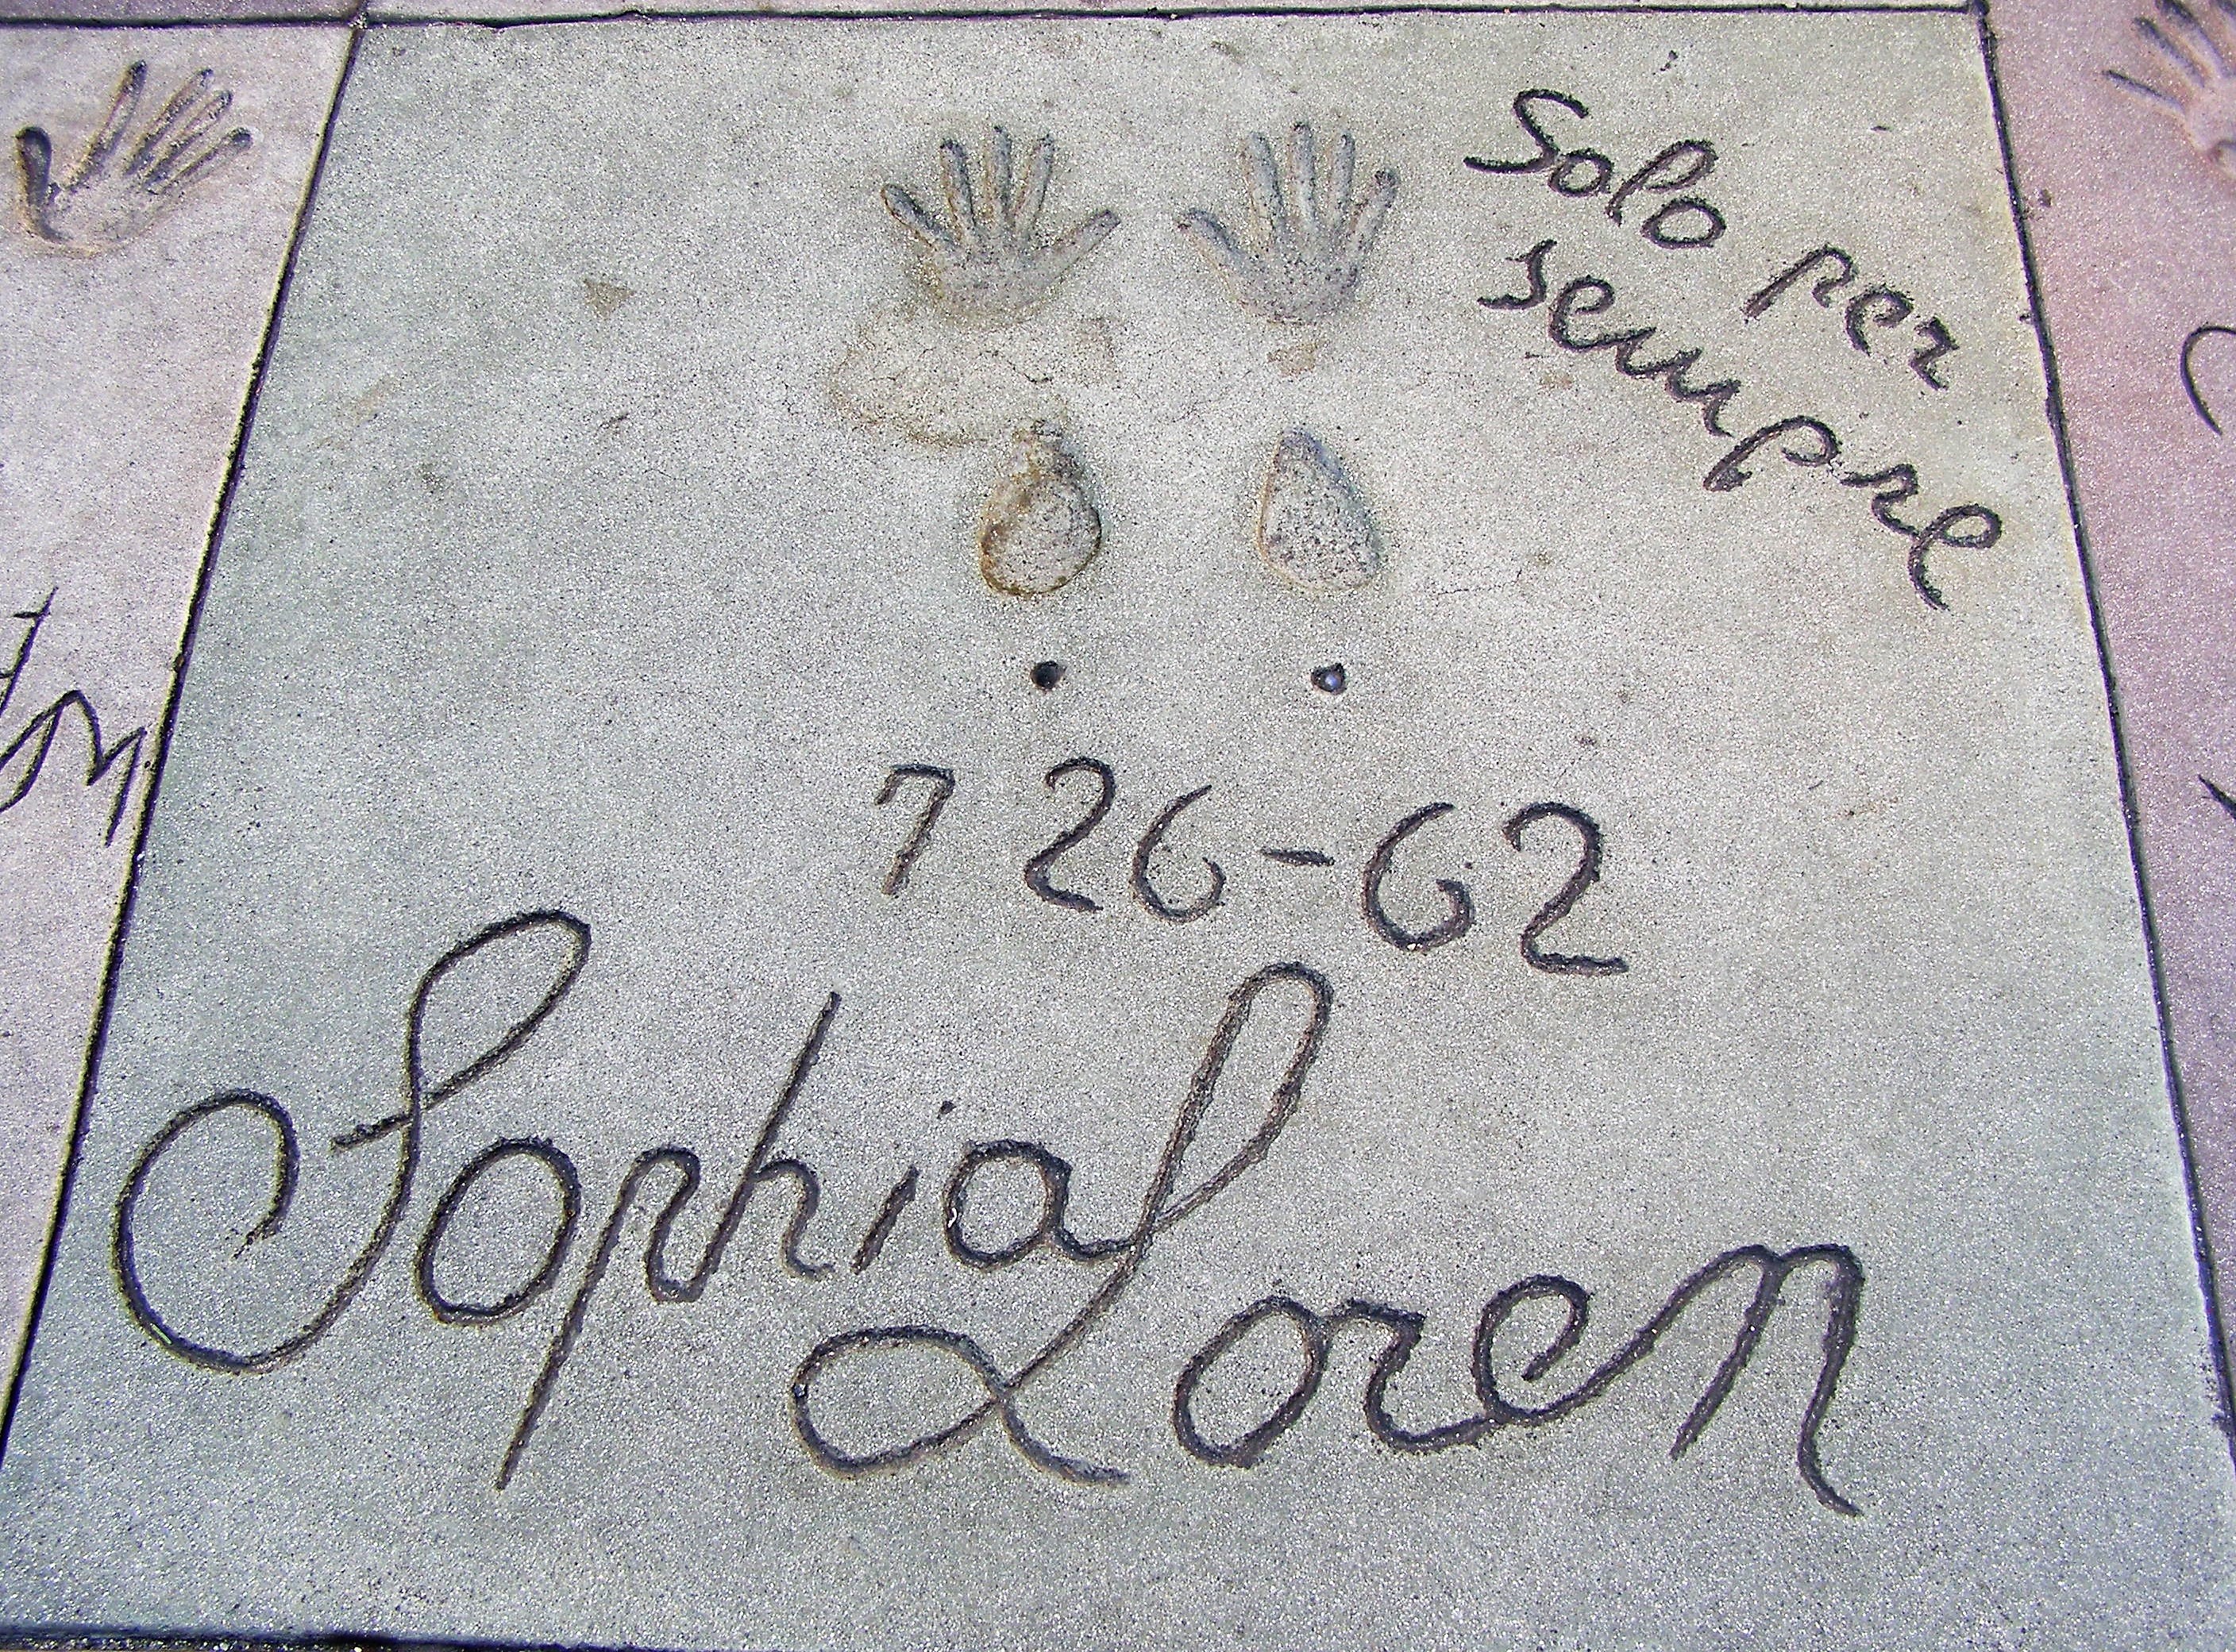 Solo per
sempre
7 26-62
Sophia Loren